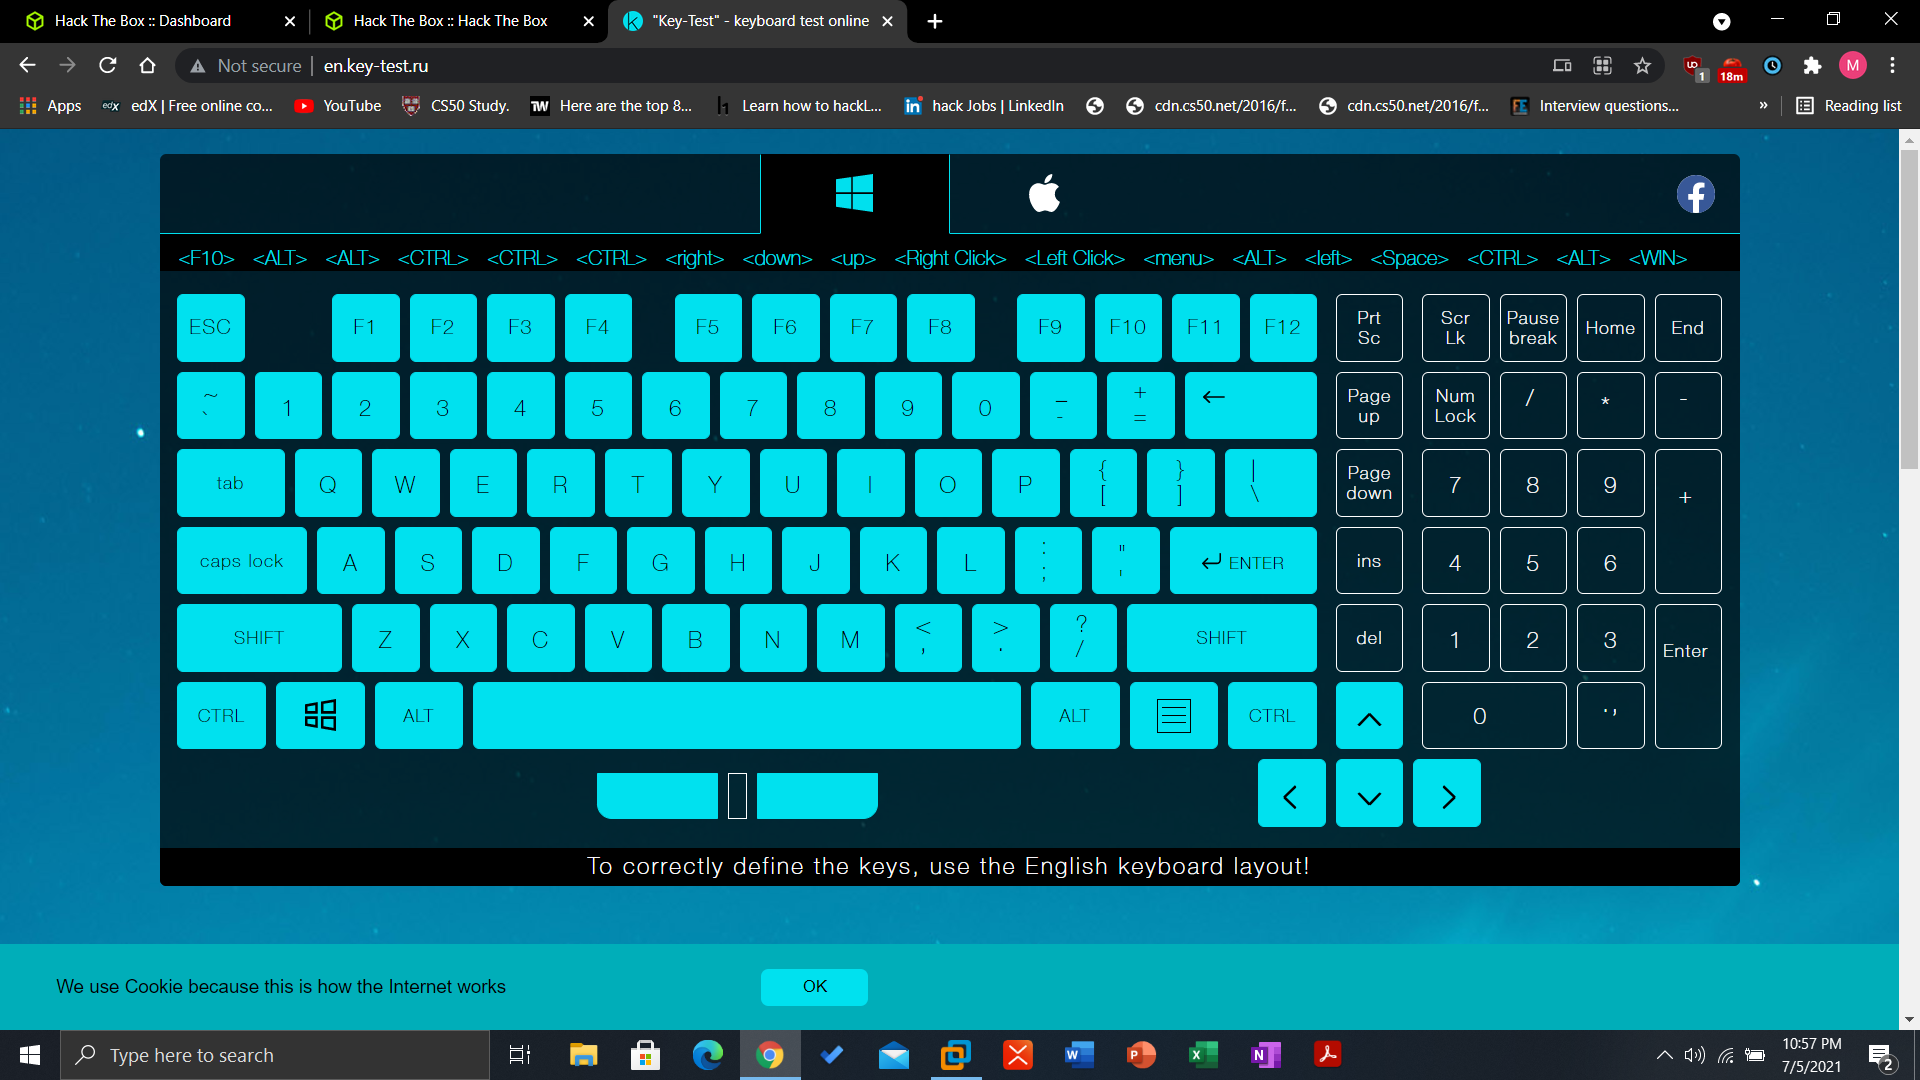 Hack The Box :: Dashboard
Hack The Box :: Hack The Box
"Key-Test" - keyboard test online
Not secure | en.key-test.ru
UD 1
18m
M
Apps
edX edX | Free online co...
YouTube
CS50 Study.
TW Here are the top 8...
h1 Learn how to hackL...
in hack Jobs | LinkedIn
cdn.cs50.net/2016/f...
cdn.cs50.net/2016/f...
Interview questions...
»
Reading list
<F10> <ALT> <ALT> <CTRL> <CTRL> <CTRL> <right> <down> <up> <Right Click> <Left Click> <menu> <ALT> <left> <Space> <CTRL> <ALT> <WIN>
ESC F1 F2 F3 F4 F5 F6 F7 F8 F9 F10 F11 F12 Prt Sc Scr Lk Pause break Home End
~ ` 1 2 3 4 5 6 7 8 9 0 _ - + = ← Page up Num Lock / * -
tab Q W E R T Y U I O P { [ } ] | \ Page down 7 8 9 +
caps lock A S D F G H J K L : ; " ' ↵ ENTER ins 4 5 6
SHIFT Z X C V B N M < , > . ? / SHIFT del 1 2 3 Enter
CTRL ALT ALT CTRL 0 . ,
To correctly define the keys, use the English keyboard layout!
We use Cookie because this is how the Internet works
OK
Type here to search
10:57 PM
7/5/2021
2